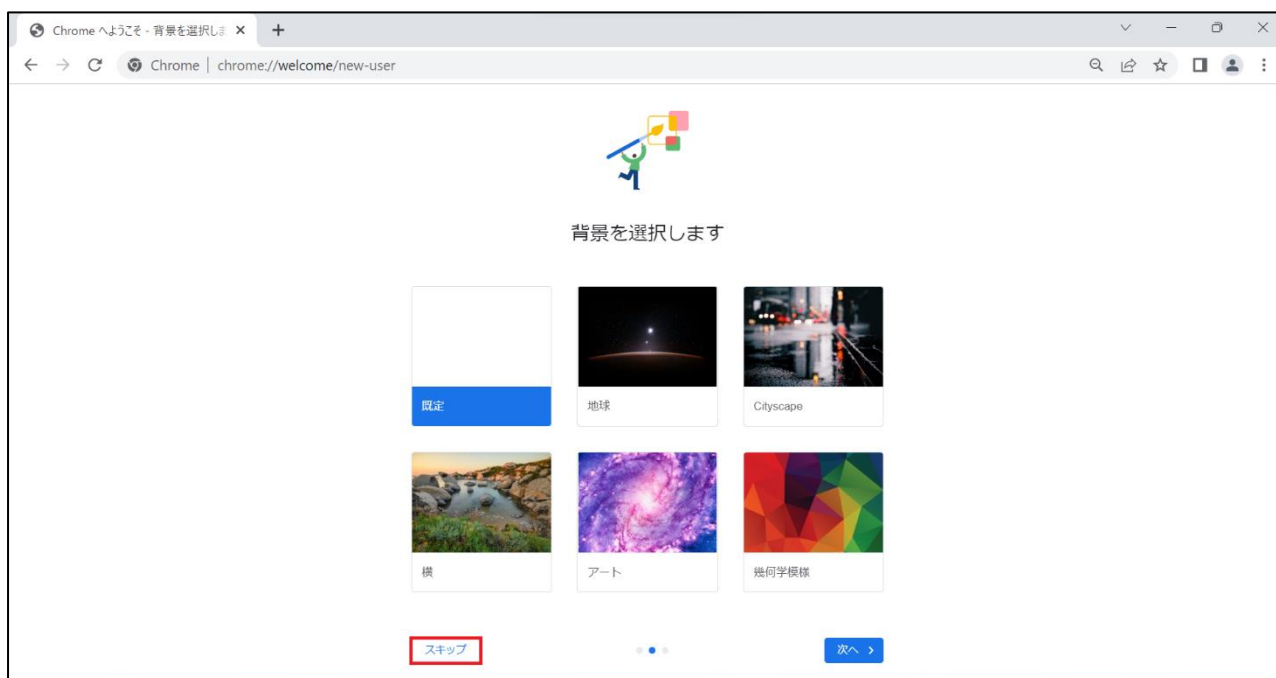 Chrome へようこそ - 背景を選択しま
Chrome | chrome://welcome/new-user
背景を選択します
既定
地球
Cityscape
横
アート
幾何学模様
スキップ
次へ